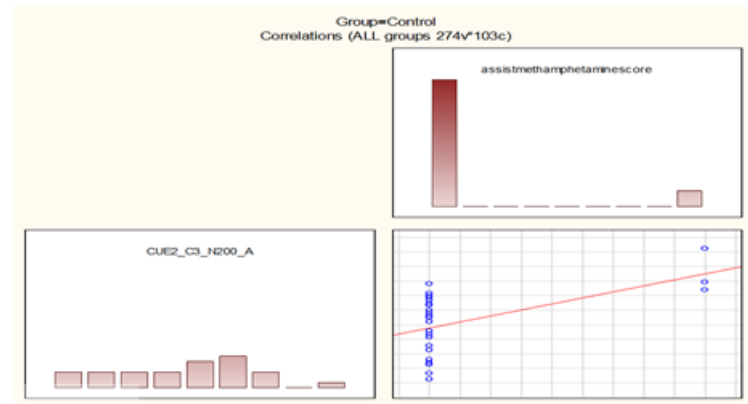 Group=Control
Correlations (ALL groups 274v*103c)
assistmethamphetaminescore
CUE2_C3_N200_A